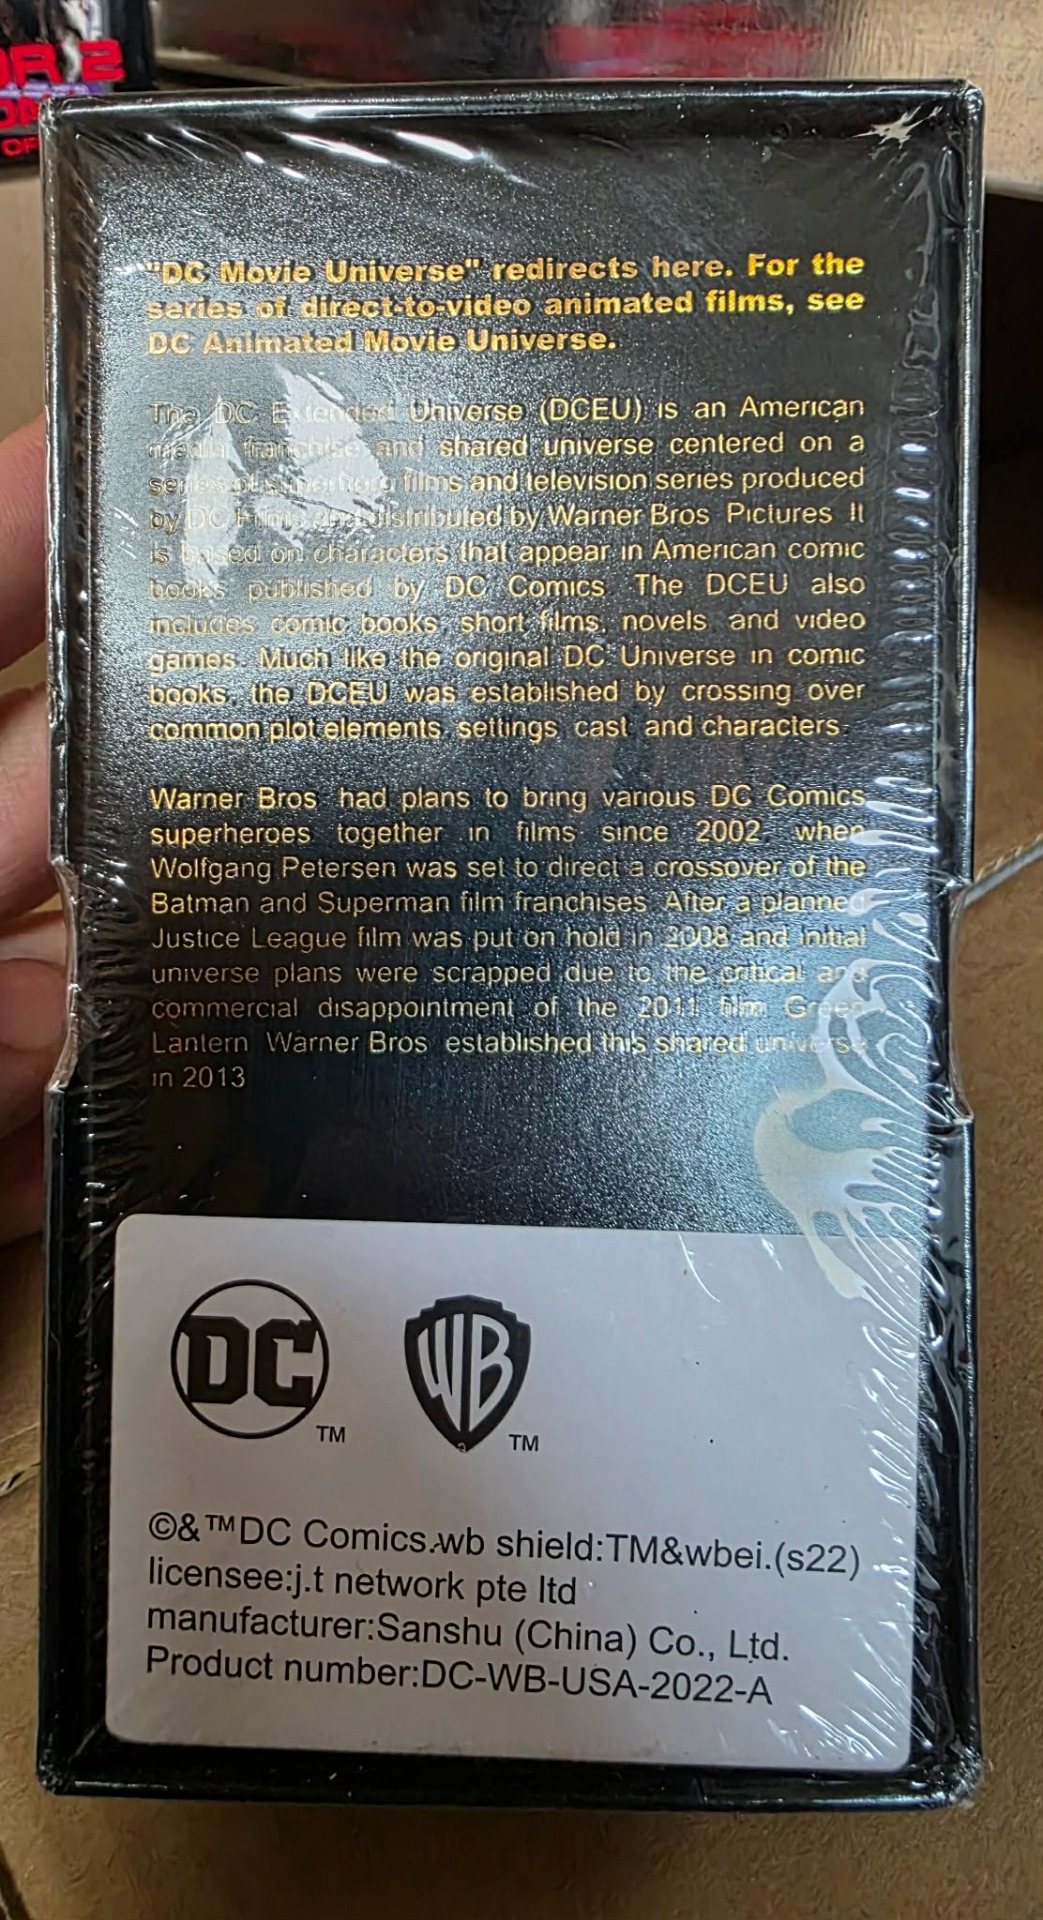 R 2
"DC Movie Universe" redirects here. For the
series of direct-to-video animated films, see
DC Animated Movie Universe.
The DC Extended Universe (DCEU) is an American
media franchise and shared universe centered on a
series of superhero films and television series produced
by DC Films and distributed by Warner Bros Pictures It
is based on characters that appear in American comic
books published by DC Comics The DCEU also
includes comic books, short films, novels and video
games. Much like the original DC Universe in comic
books, the DCEU was established by crossing over
common plot elements settings cast and characters.
Warner Bros had plans to bring various DC Comics
superheroes together in films since 2002, when
Wolfgang Petersen was set to direct a crossover of the
Batman and Superman film franchises After a planned
Justice League film was put on hold in 2008 and initial
universe plans were scrapped due to the critical and
commercial disappointment of the 2011 film Green
Lantern Warner Bros established this shared universe
in 2013
DC TM WB TM
©&™DC Comics.wb shield:TM&wbei.(s22)
licensee:j.t network pte ltd
manufacturer:Sanshu (China) Co., Ltd.
Product number:DC-WB-USA-2022-A